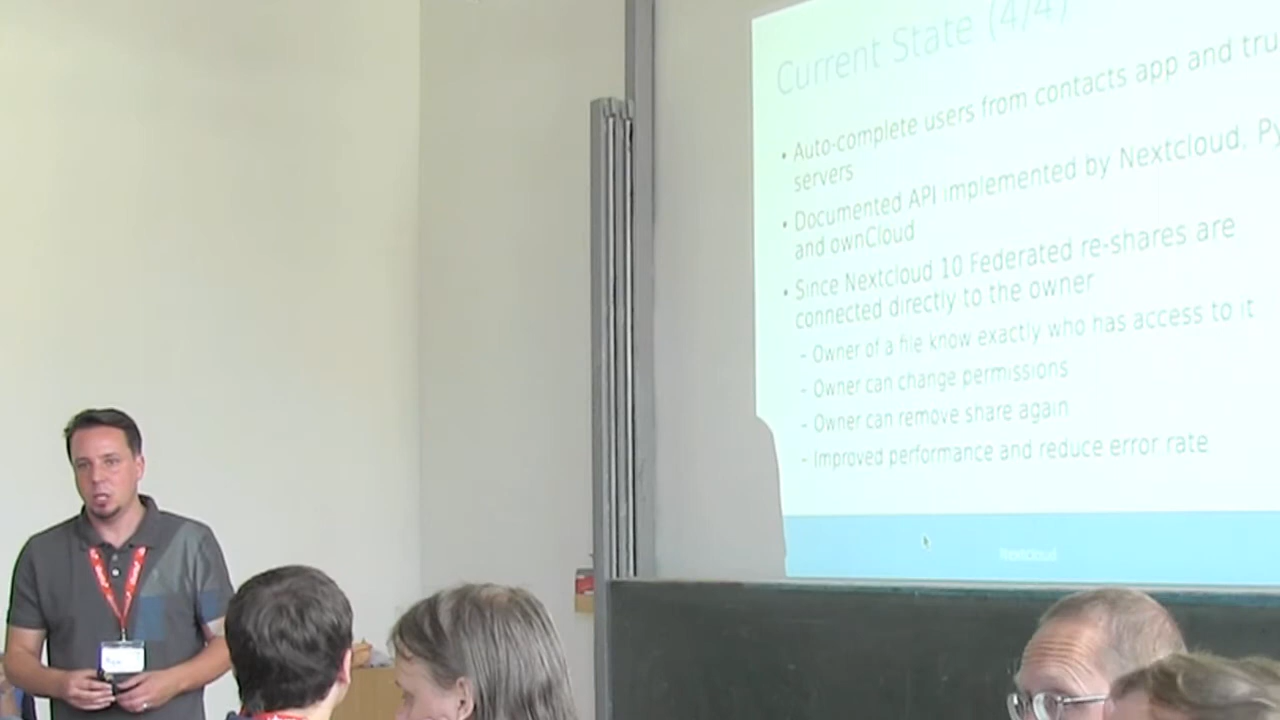 Current State (4/4)
• Auto-complete users from contacts app and tru
servers
• Documented API implemented by Nextcloud, Py
and ownCloud
• Since Nextcloud 10 Federated re-shares are
connected directly to the owner
– Owner of a file know exactly who has access to it
– Owner can change permissions
– Owner can remove share again
– Improved performance and reduce error rate
Nextcloud